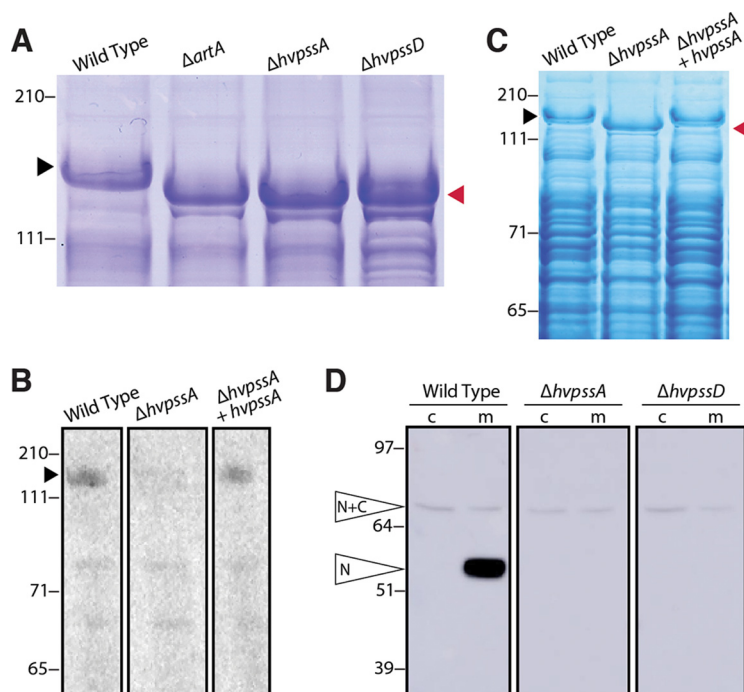 A
Wild Type ΔartA ΔhvpssA ΔhvpssD
210
111
C
Wild Type ΔhvpssA ΔhvpssA + hvpssA
210
111
71
65
B
Wild Type ΔhvpssA ΔhvpssA + hvpssA
210
111
71
65
D
Wild Type ΔhvpssA ΔhvpssD
c m c m c m
97
N+C
64
N
51
39